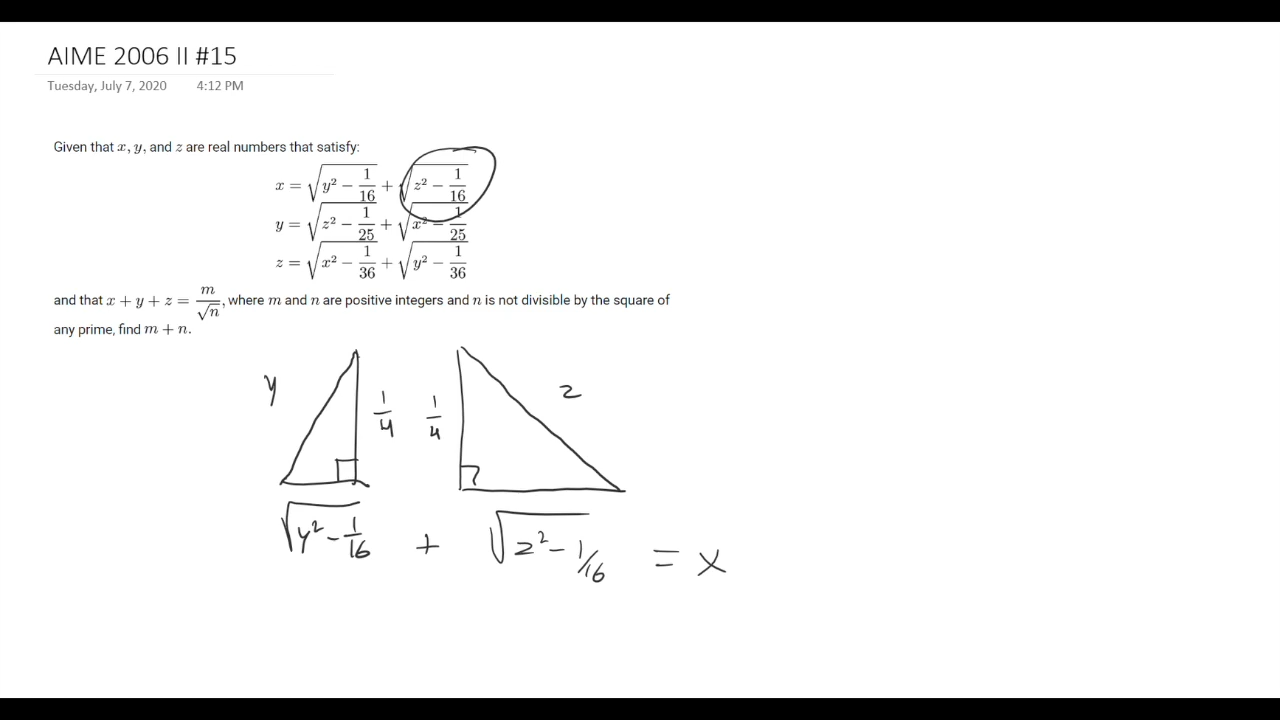 AIME 2006 II #15
Tuesday, July 7, 2020 4:12 PM
Given that x, y, and z are real numbers that satisfy:
x = √(y² − 1/16) + √(z² − 1/16)
y = √(z² − 1/25) + √(x² − 1/25)
z = √(x² − 1/36) + √(y² − 1/36)
and that x + y + z = m/√n, where m and n are positive integers and n is not divisible by the square of
any prime, find m + n.
y 1/4 1/4 z
√(y² − 1/16) + √(z² − 1/16) = x